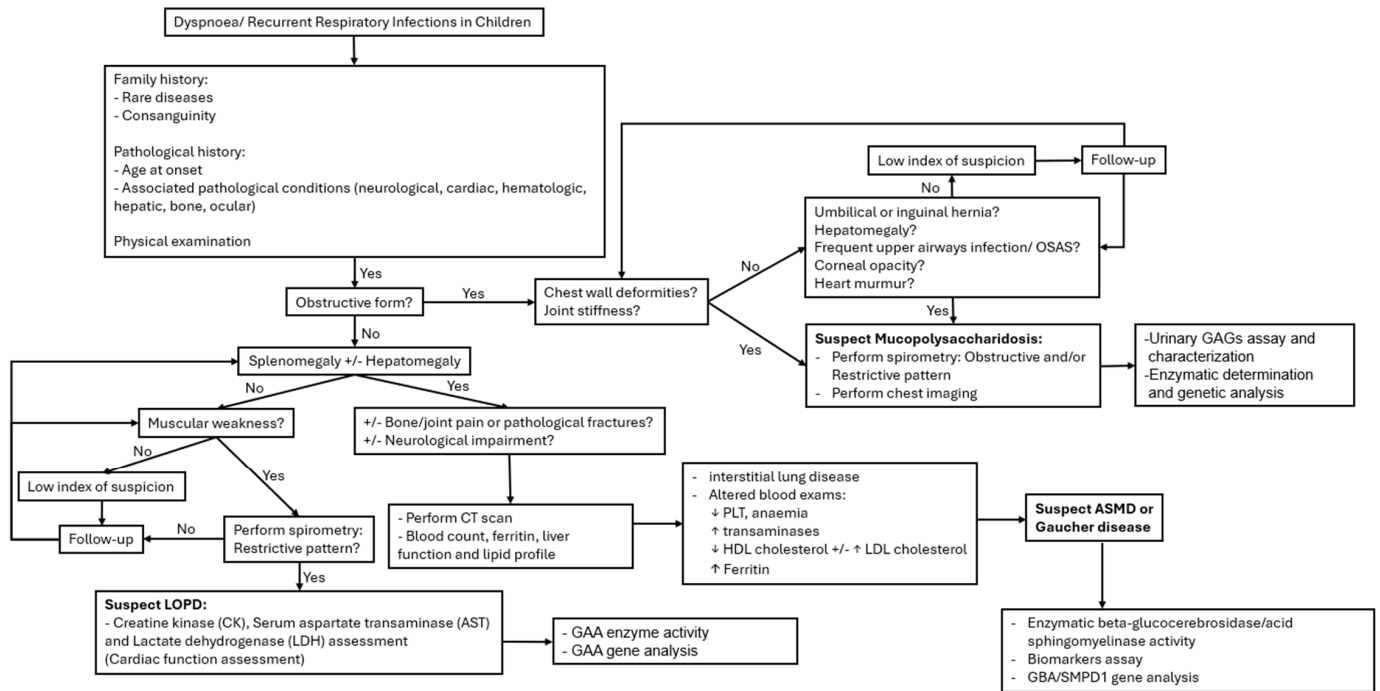 Dyspnoea/ Recurrent Respiratory Infections in Children
Family history:
- Rare diseases
- Consanguinity
Pathological history:
- Age at onset
- Associated pathological conditions (neurological, cardiac, hematologic,
hepatic, bone, ocular)
Physical examination
Yes
Obstructive form?
Yes
No
Chest wall deformities?
Joint stiffness?
No
Yes
Low index of suspicion
Follow-up
No
Umbilical or inguinal hernia?
Hepatomegaly?
Frequent upper airways infection/ OSAS?
Corneal opacity?
Heart murmur?
Yes
Suspect Mucopolysaccharidosis:
- Perform spirometry: Obstructive and/or
Restrictive pattern
- Perform chest imaging
-Urinary GAGs assay and
characterization
-Enzymatic determination
and genetic analysis
Splenomegaly +/- Hepatomegaly
No
Yes
Muscular weakness?
+/- Bone/joint pain or pathological fractures?
+/- Neurological impairment?
No
Yes
Low index of suspicion
Follow-up
No
Perform spirometry:
Restrictive pattern?
Yes
- Perform CT scan
- Blood count, ferritin, liver
function and lipid profile
- interstitial lung disease
- Altered blood exams:
↓ PLT, anaemia
↑ transaminases
↓ HDL cholesterol +/- ↑ LDL cholesterol
↑ Ferritin
Suspect ASMD or
Gaucher disease
Suspect LOPD:
- Creatine kinase (CK), Serum aspartate transaminase (AST)
and Lactate dehydrogenase (LDH) assessment
(Cardiac function assessment)
- GAA enzyme activity
- GAA gene analysis
- Enzymatic beta-glucocerebrosidase/acid
sphingomyelinase activity
- Biomarkers assay
- GBA/SMPD1 gene analysis